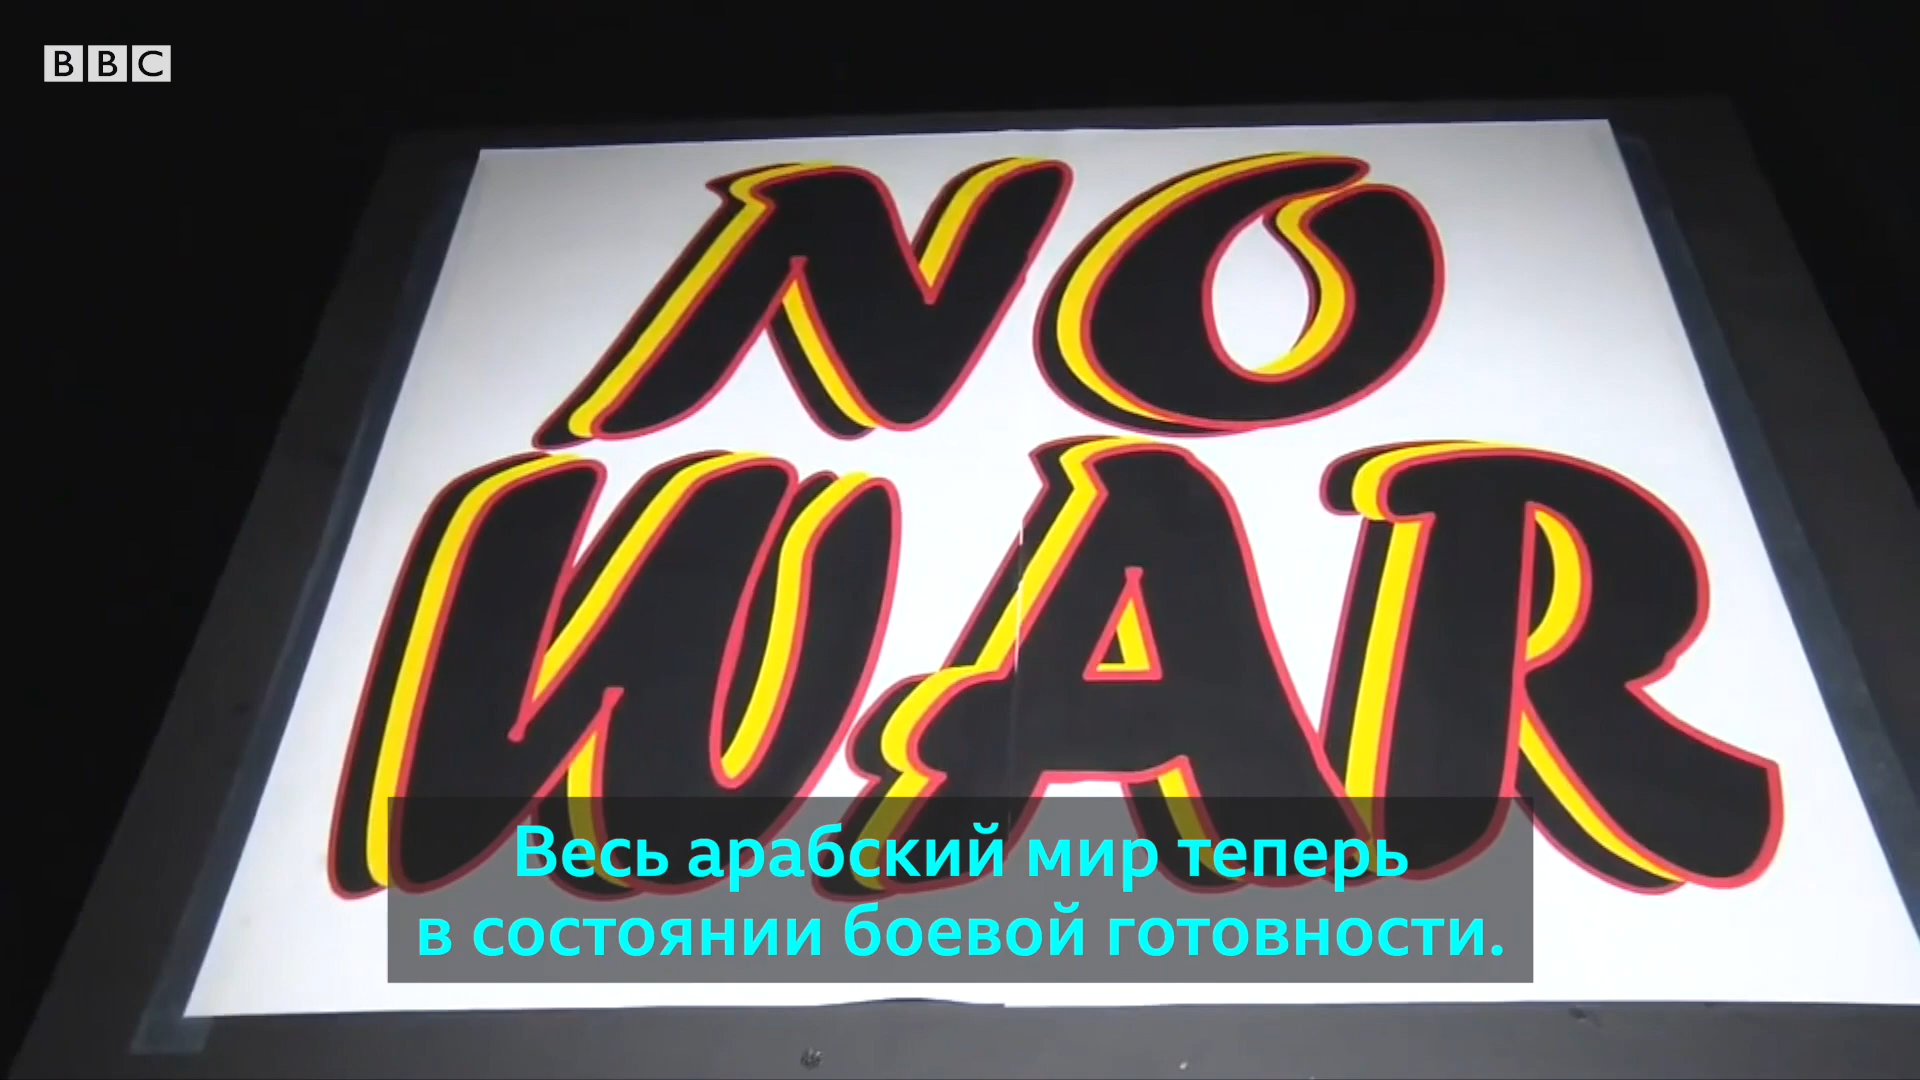 BBC
NO
WAR
Весь арабский мир теперь
в состоянии боевой готовности.